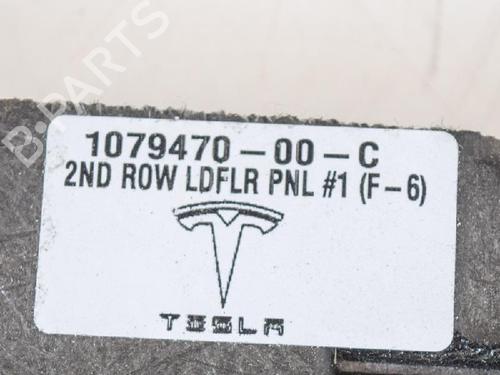 B-PARTS
1079470-00-C
2ND ROW LDFLR PNL #1 (F-6)
TESLA